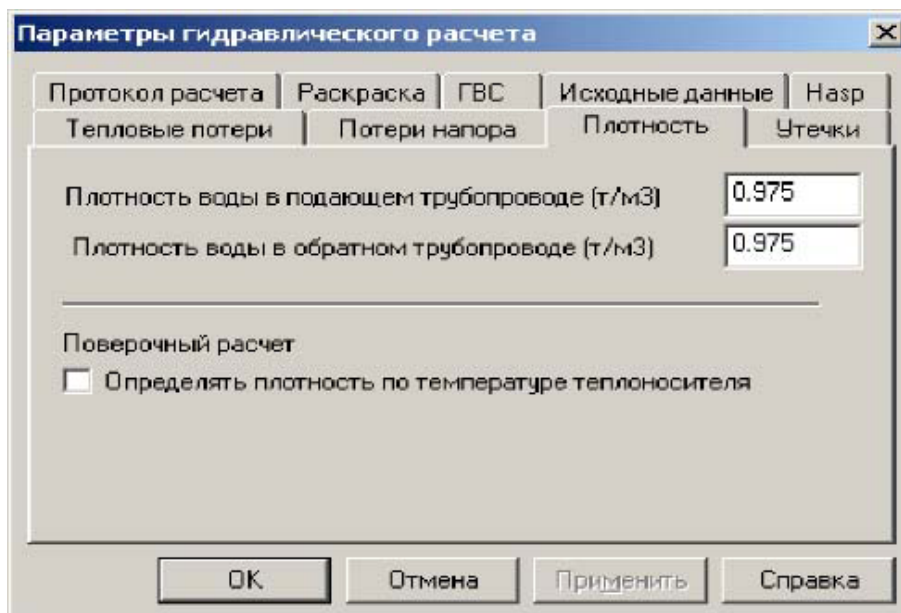 Параметры гидравлического расчета
Протокол расчета Раскраска ГВС Исходные данные Hasp
Тепловые потери Потери напора Плотность Утечки
Плотность воды в подающем трубопроводе (т/м3) 0.975
Плотность воды в обратном трубопроводе (т/м3) 0.975
Поверочный расчет
Определять плотность по температуре теплоносителя
OK Отмена Применить Справка